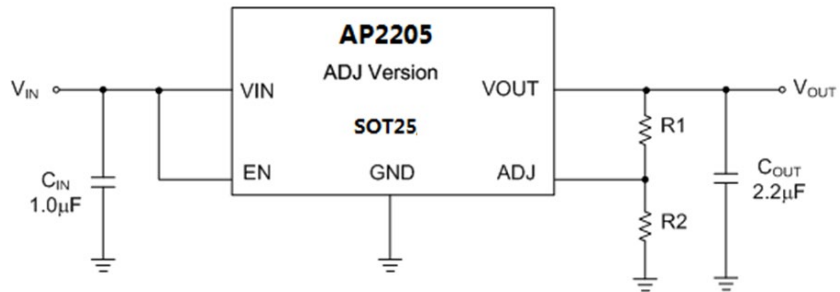 AP2205
ADJ Version
SOT25
VIN
VIN
VOUT
VOUT
EN
GND
ADJ
R1
R2
CIN
1.0μF
COUT
2.2μF